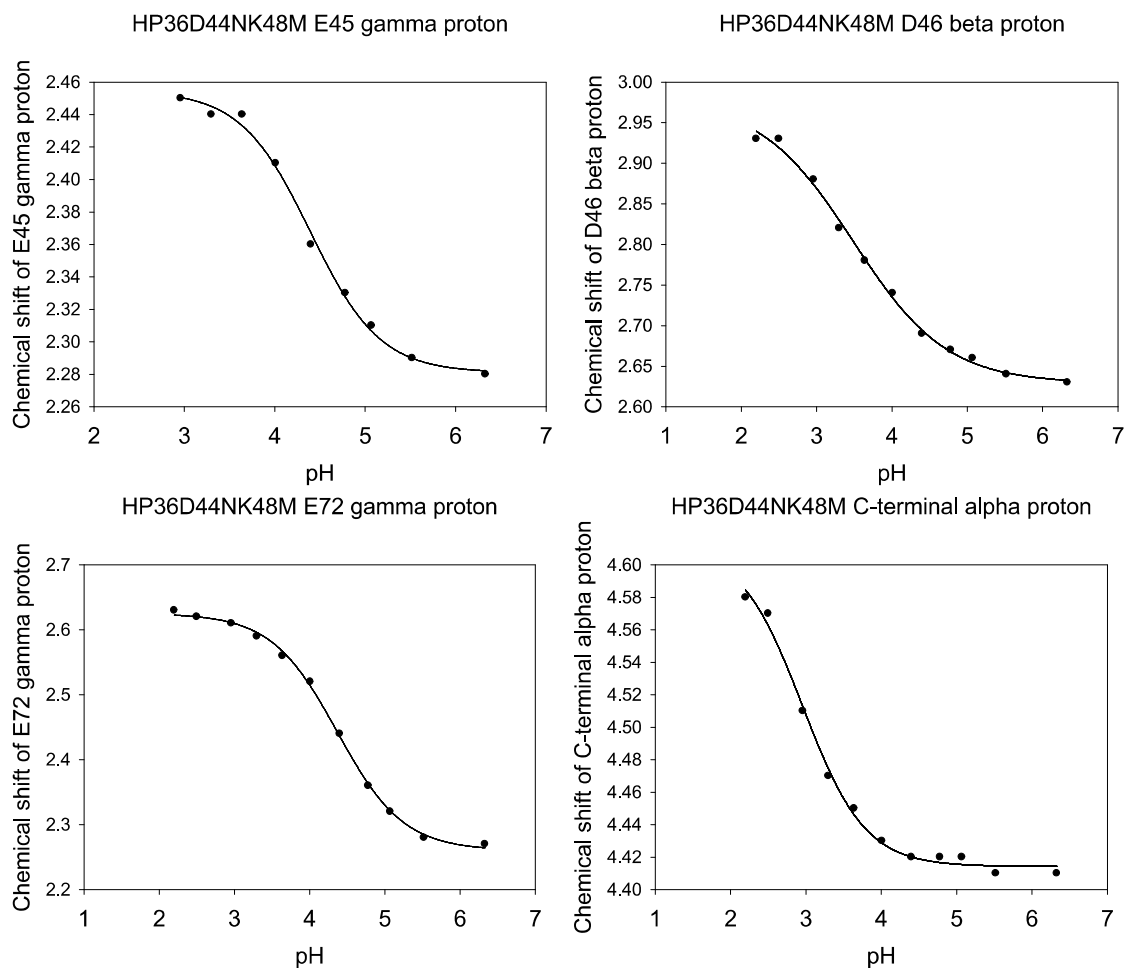 HP36D44NK48M E45 gamma proton
Chemical shift of E45 gamma proton
2.46
2.44
2.42
2.40
2.38
2.36
2.34
2.32
2.30
2.28
2.26
2 3 4 5 6 7
pH
HP36D44NK48M D46 beta proton
Chemical shift of D46 beta proton
3.00
2.95
2.90
2.85
2.80
2.75
2.70
2.65
2.60
1 2 3 4 5 6 7
pH
HP36D44NK48M E72 gamma proton
Chemical shift of E72 gamma proton
2.7
2.6
2.5
2.4
2.3
2.2
1 2 3 4 5 6 7
pH
HP36D44NK48M C-terminal alpha proton
Chemical shift of C-terminal alpha proton
4.60
4.58
4.56
4.54
4.52
4.50
4.48
4.46
4.44
4.42
4.40
1 2 3 4 5 6 7
pH